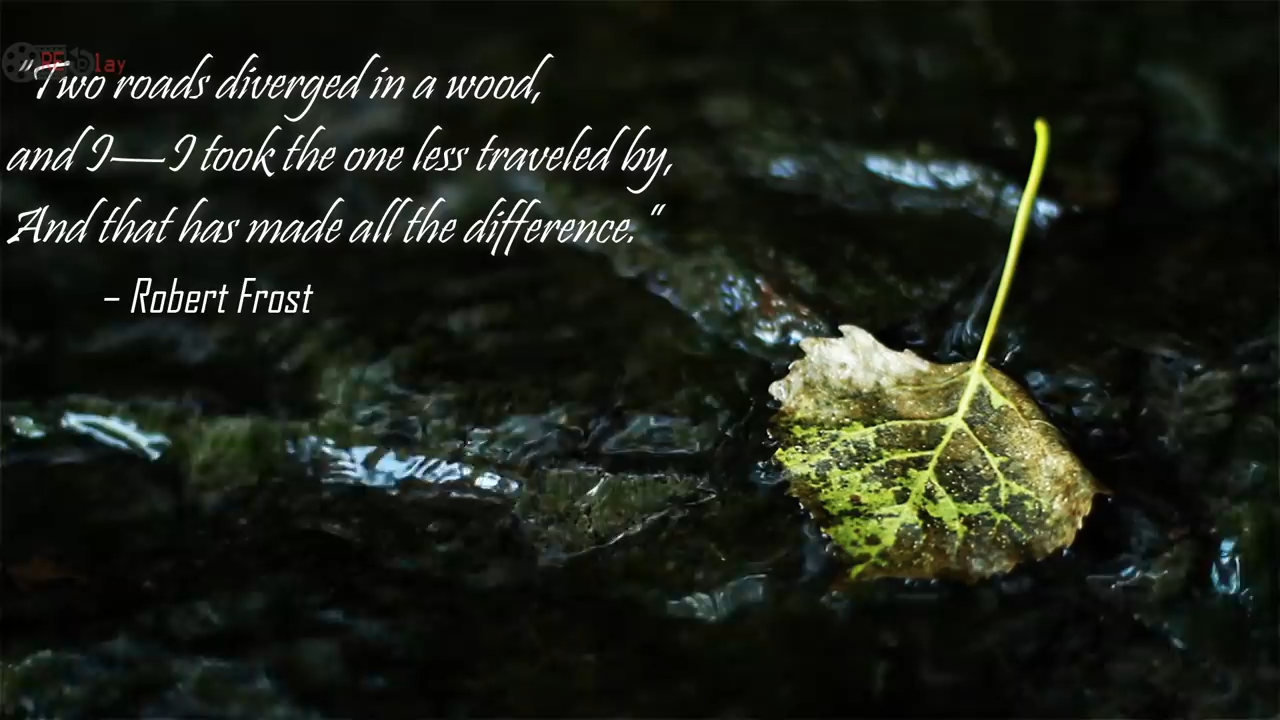 REplay
"Two roads diverged in a wood,
and I—I took the one less traveled by,
And that has made all the difference."
– Robert Frost